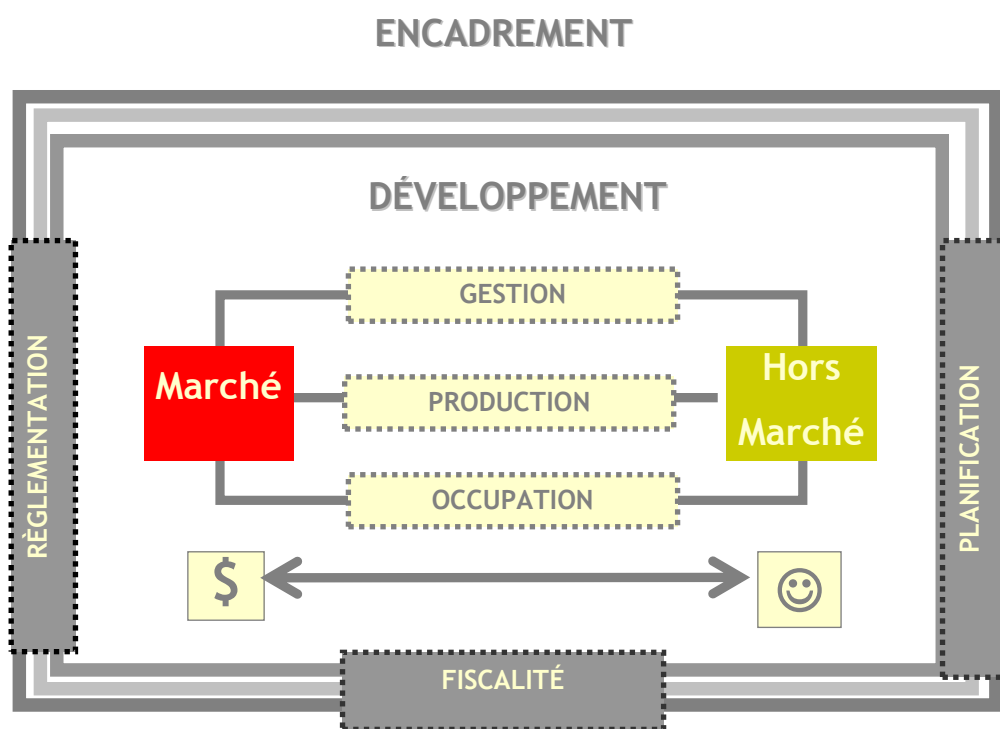 ENCADREMENT
DÉVELOPPEMENT
GESTION
Marché
Hors
Marché
PRODUCTION
OCCUPATION
RÈGLEMENTATION
PLANIFICATION
$
FISCALITÉ